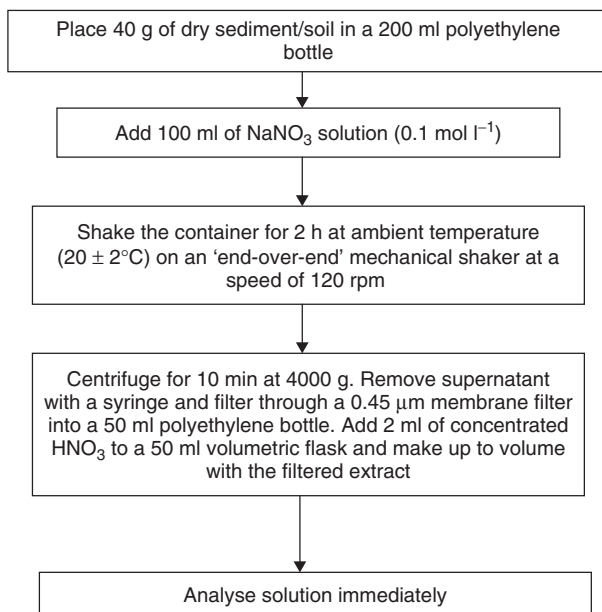 Place 40 g of dry sediment/soil in a 200 ml polyethylene
bottle
Add 100 ml of NaNO₃ solution (0.1 mol l⁻¹)
Shake the container for 2 h at ambient temperature
(20 ± 2°C) on an ‘end-over-end’ mechanical shaker at a
speed of 120 rpm
Centrifuge for 10 min at 4000 g. Remove supernatant
with a syringe and filter through a 0.45 μm membrane filter
into a 50 ml polyethylene bottle. Add 2 ml of concentrated
HNO₃ to a 50 ml volumetric flask and make up to volume
with the filtered extract
Analyse solution immediately